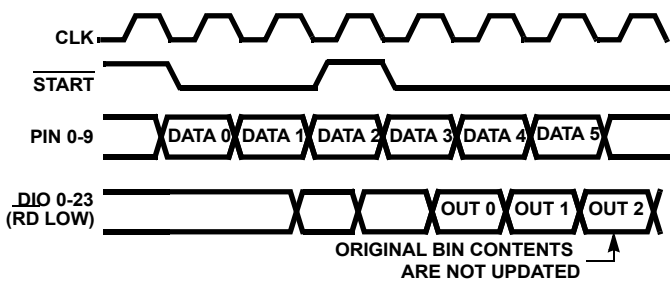 CLK
START
PIN 0-9
DATA 0 DATA 1 DATA 2 DATA 3 DATA 4 DATA 5
DIO 0-23
(RD LOW)
OUT 0 OUT 1 OUT 2
ORIGINAL BIN CONTENTS
ARE NOT UPDATED